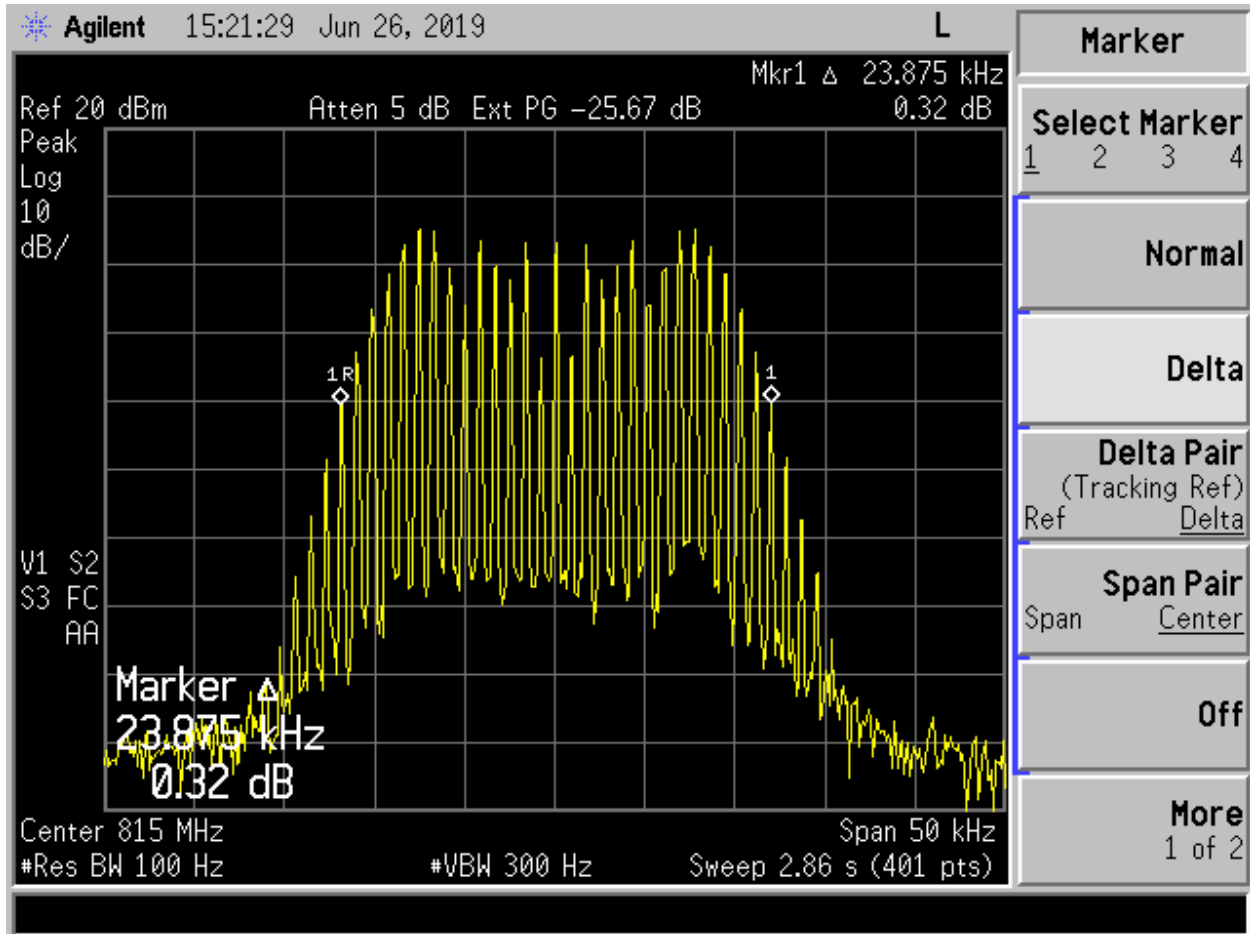 Agilent 15:21:29 Jun 26, 2019 L
Mkr1 Δ 23.875 kHz
Ref 20 dBm Atten 5 dB Ext PG -25.67 dB 0.32 dB
Peak
Log
10
dB/
1R
1
V1 S2
S3 FC
AA
Marker Δ
23.875 kHz
0.32 dB
Center 815 MHz Span 50 kHz
#Res BW 100 Hz #VBW 300 Hz Sweep 2.86 s (401 pts)
Marker
Select Marker
1 2 3 4
Normal
Delta
Delta Pair
(Tracking Ref)
Ref Delta
Span Pair
Span Center
Off
More
1 of 2